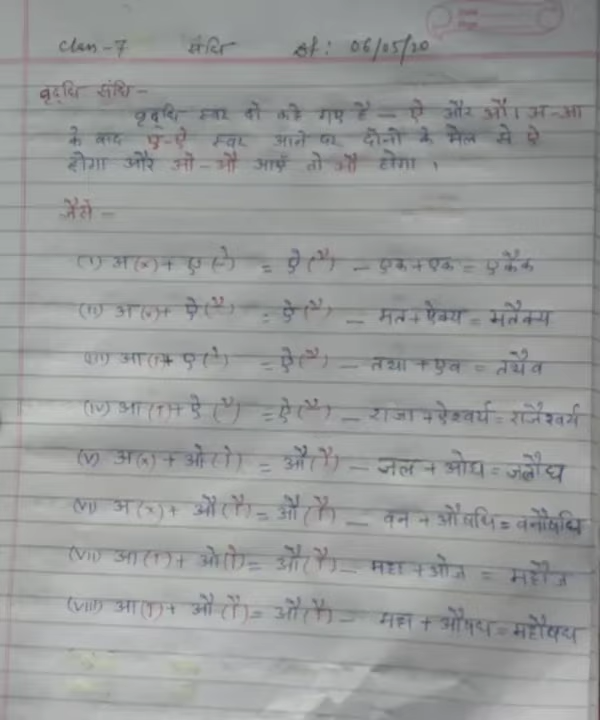 Class-7 संधि dt: 06/05/20
वृद्धि संधि-
वृद्धि स्वर दो कहे गए है - ऐ और औ। अ-आ
के बाद ए-ऐ स्वर आने पर दोनों के मेल से ऐ
होगा और ओ-औ आएँ तो औ होगा।
जैसे -
(i) अ(x) + ए(े) = ऐ(ै) - एक+एक = एकैक
(ii) अ(x) + ऐ(ै) = ऐ(ै) - मत+ऐक्य = मतैक्य
(iii) आ(ा)+ ए(े) = ऐ(ै) - तथा + एव = तथैव
(iv) आ(ा)+ ऐ(ै) = ऐ(ै) - राजा + ऐश्वर्य = राजैश्वर्य
(v) अ(x) + ओ(ो) = औ(ौ) - जल + ओघ = जलौघ
(vi) अ(x) + औ(ौ) = औ(ौ) - वन + औषधि = वनौषधि
(vii) आ(ा) + ओ(ो) = औ(ौ) - महा + ओज = महौज
(viii) आ(ा) + औ(ौ) = औ(ौ) - महा + औषध = महौषध